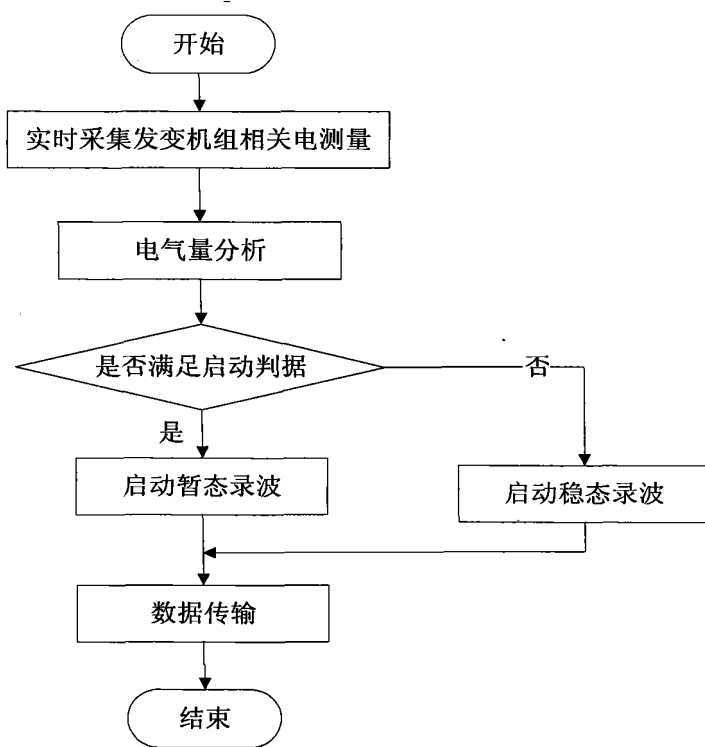 开始
实时采集发变机组相关电测量
电气量分析
是否满足启动判据
否
是
启动暂态录波
启动稳态录波
数据传输
结束